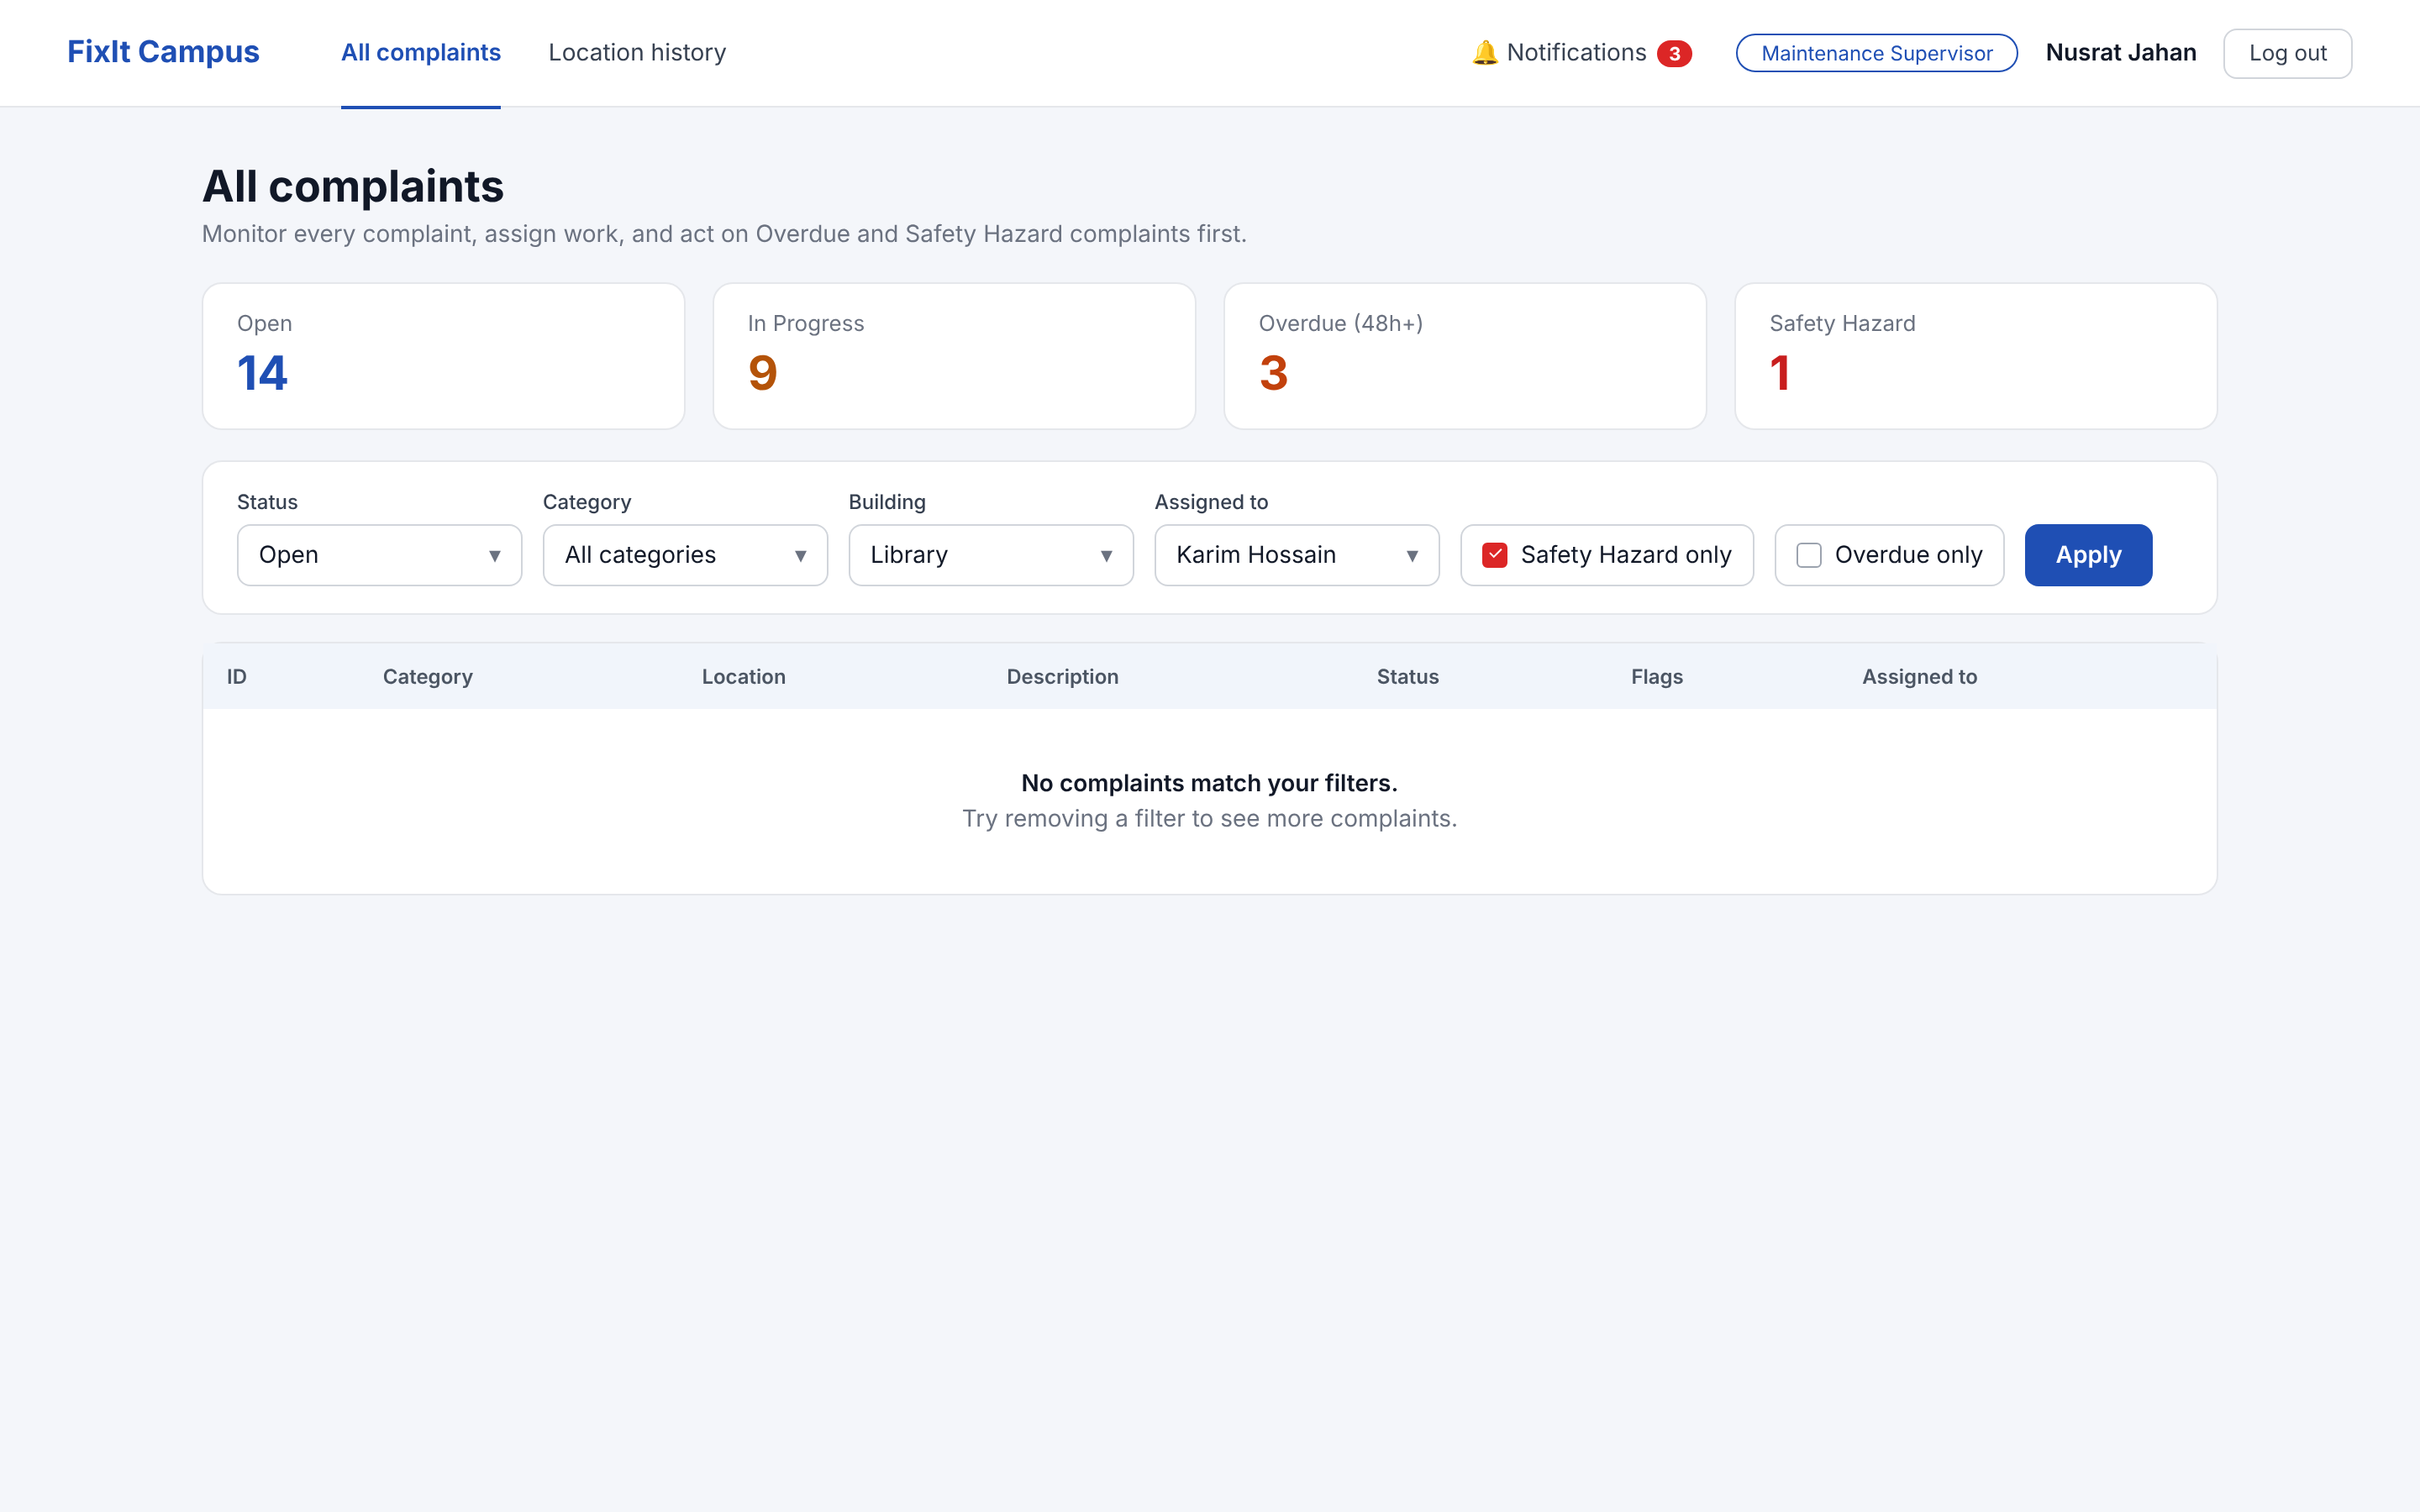 FixIt Campus
All complaints
Location history
🔔 Notifications 3
Maintenance Supervisor
Nusrat Jahan
Log out
All complaints
Monitor every complaint, assign work, and act on Overdue and Safety Hazard complaints first.
Open
14
In Progress
9
Overdue (48h+)
3
Safety Hazard
1
Status
Open
Category
All categories
Building
Library
Assigned to
Karim Hossain
Safety Hazard only
Overdue only
Apply
ID Category Location Description Status Flags Assigned to
No complaints match your filters.
Try removing a filter to see more complaints.